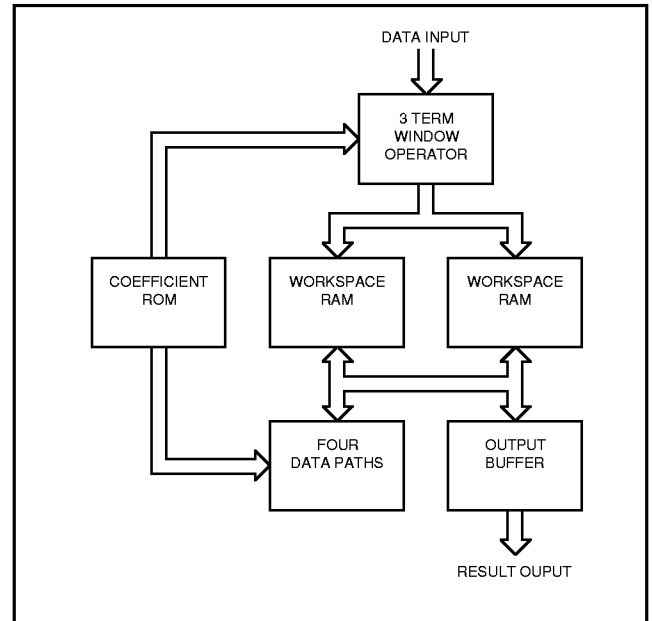 DATA INPUT
3 TERM
WINDOW
OPERATOR
COEFFICIENT
ROM
WORKSPACE
RAM
WORKSPACE
RAM
FOUR
DATA PATHS
OUTPUT
BUFFER
RESULT OUPUT